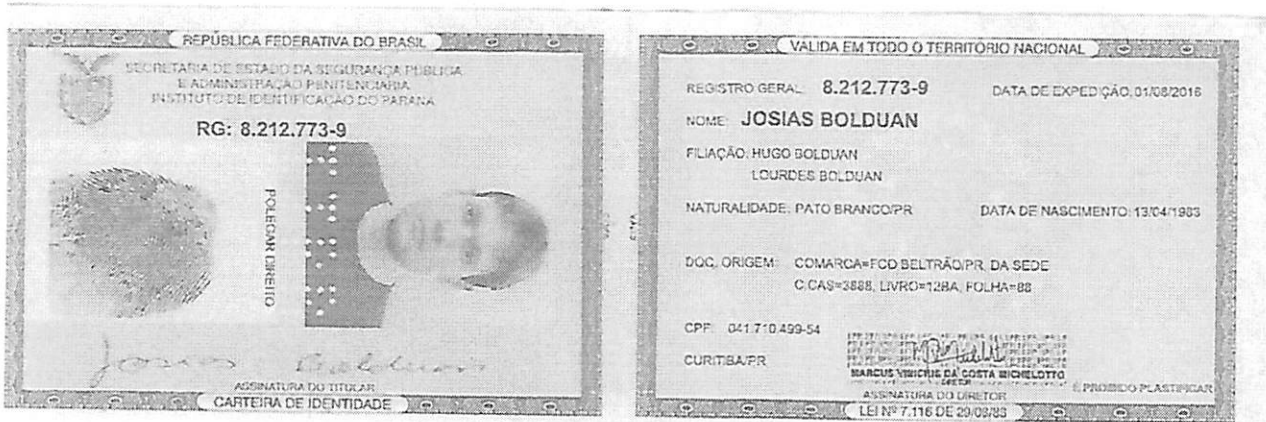 REPÚBLICA FEDERATIVA DO BRASIL
SECRETARIA DE ESTADO DA SEGURANÇA PÚBLICA
E ADMINISTRAÇÃO PENITENCIÁRIA
INSTITUTO DE IDENTIFICAÇÃO DO PARANÁ
RG: 8.212.773-9
POLEGAR DIREITO
Josias Bolduan
ASSINATURA DO TITULAR
CARTEIRA DE IDENTIDADE
VALIDA EM TODO O TERRITÓRIO NACIONAL
REGISTRO GERAL: 8.212.773-9 DATA DE EXPEDIÇÃO: 01/08/2016
NOME: JOSIAS BOLDUAN
FILIAÇÃO: HUGO BOLDUAN
LOURDES BOLDUAN
NATURALIDADE: PATO BRANCO/PR DATA DE NASCIMENTO: 13/04/1983
DOC. ORIGEM: COMARCA=FCO BELTRÃO/PR, DA SEDE
C.CAS=3888, LIVRO=12BA, FOLHA=88
CPF: 041.710.499-54
CURITIBA/PR
MARCUS VINICIUS DA COSTA MICHELOTTO
DIRETOR
ASSINATURA DO DIRETOR
É PROIBIDO PLASTIFICAR
LEI Nº 7.116 DE 29/08/83